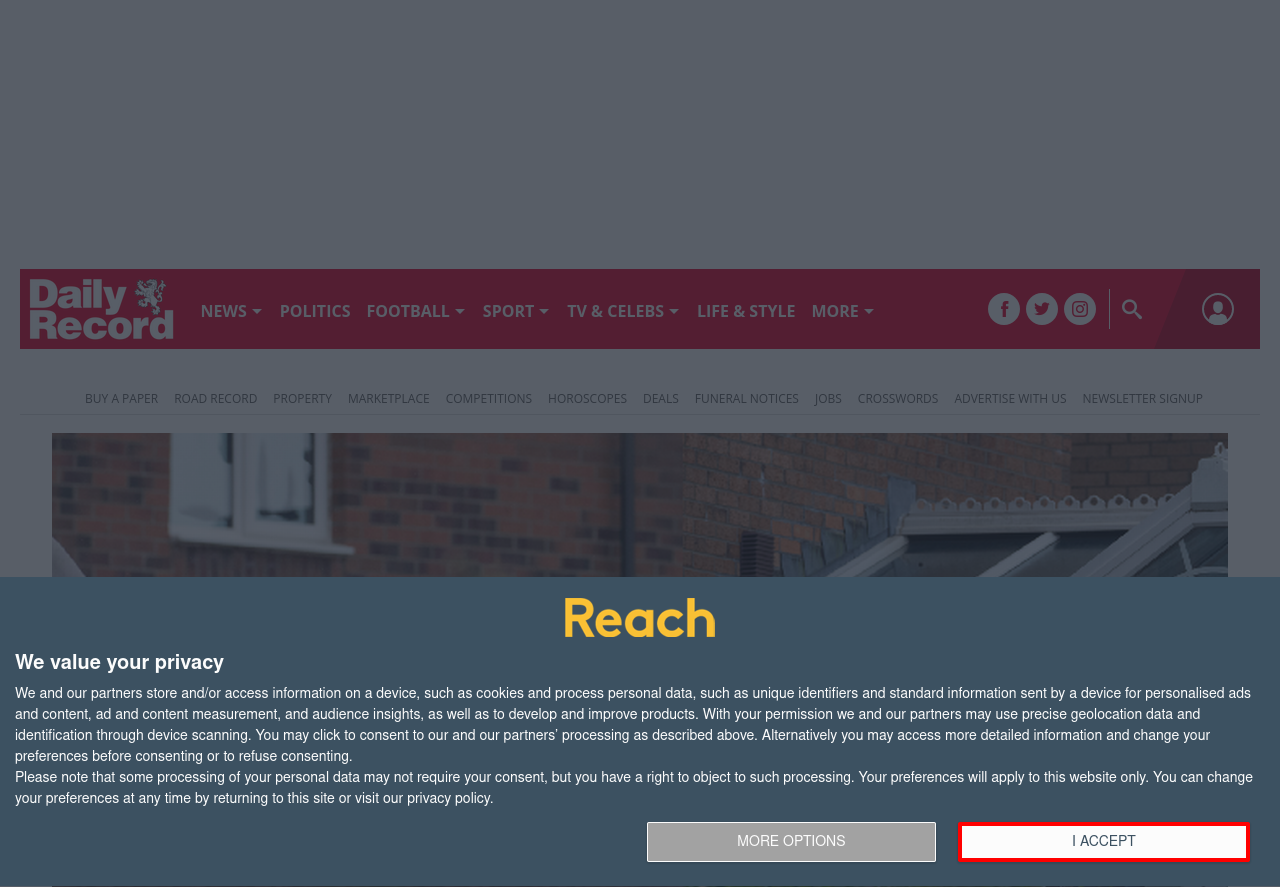 Daily
Record
NEWS POLITICS FOOTBALL SPORT TV & CELEBS LIFE & STYLE MORE
BUY A PAPER ROAD RECORD PROPERTY MARKETPLACE COMPETITIONS HOROSCOPES DEALS FUNERAL NOTICES JOBS CROSSWORDS ADVERTISE WITH US NEWSLETTER SIGNUP
Reach
We value your privacy
We and our partners store and/or access information on a device, such as cookies and process personal data, such as unique identifiers and standard information sent by a device for personalised ads
and content, ad and content measurement, and audience insights, as well as to develop and improve products. With your permission we and our partners may use precise geolocation data and
identification through device scanning. You may click to consent to our and our partners’ processing as described above. Alternatively you may access more detailed information and change your
preferences before consenting or to refuse consenting.
Please note that some processing of your personal data may not require your consent, but you have a right to object to such processing. Your preferences will apply to this website only. You can change
your preferences at any time by returning to this site or visit our privacy policy.
MORE OPTIONS I ACCEPT